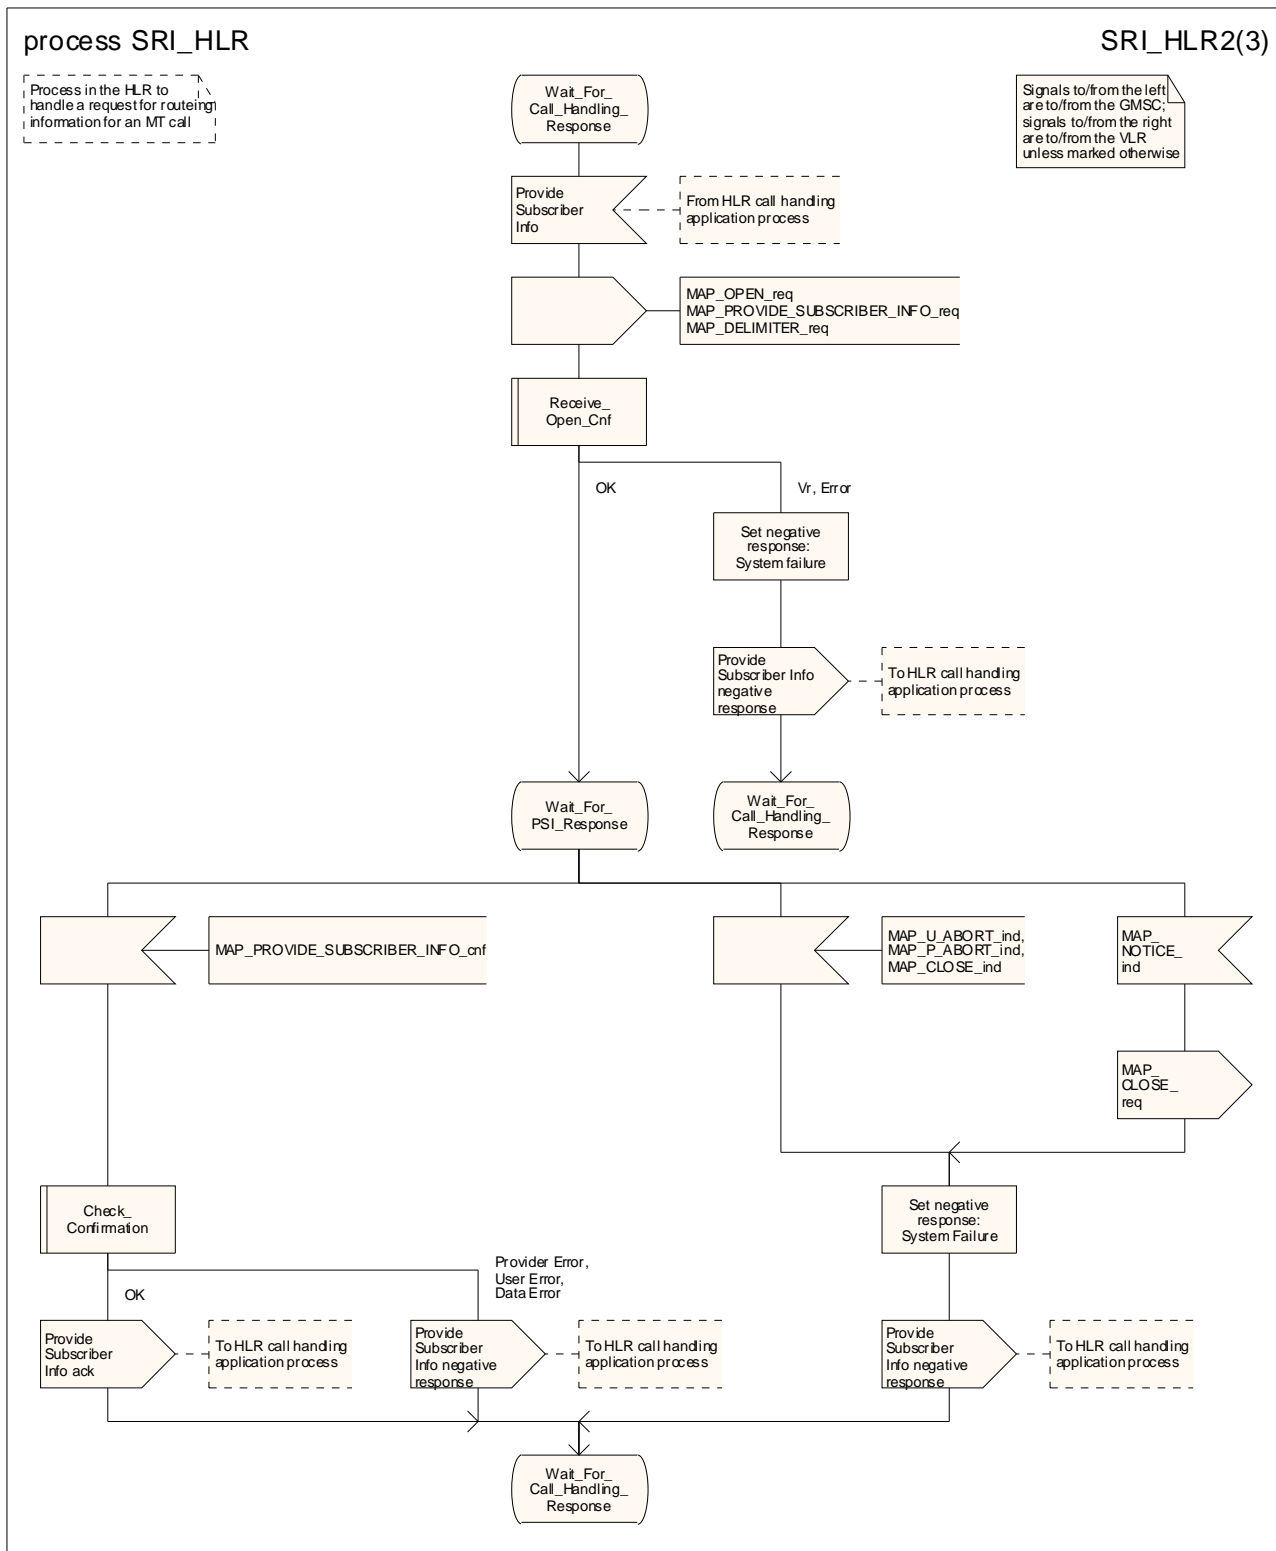 process SRI_HLR
SRI_HLR2(3)
Process in the HLR to
handle a request for routeing
information for an MT call
Wait_For_
Call_Handling_
Response
Signals to/from the left
are to/from the GMSC;
signals to/from the right
are to/from the VLR
unless marked otherwise
Provide
Subscriber
Info
From HLR call handling
application process
MAP_OPEN_req
MAP_PROVIDE_SUBSCRIBER_INFO_req
MAP_DELIMITER_req
Receive_
Open_Cnf
OK
Vr, Error
Set negative
response:
System failure
Provide
Subscriber Info
negative
response
To HLR call handling
application process
Wait_For_
PSI_Response
Wait_For_
Call_Handling_
Response
MAP_PROVIDE_SUBSCRIBER_INFO_cnf
MAP_U_ABORT_ind,
MAP_P_ABORT_ind,
MAP_CLOSE_ind
MAP_
NOTICE_
ind
MAP_
CLOSE_
req
Check_
Confirmation
Set negative
response:
System Failure
OK
Provider Error,
User Error,
Data Error
Provide
Subscriber
Info ack
To HLR call handling
application process
Provide
Subscriber
Info negative
response
To HLR call handling
application process
Provide
Subscriber
Info negative
response
To HLR call handling
application process
Wait_For_
Call_Handling_
Response